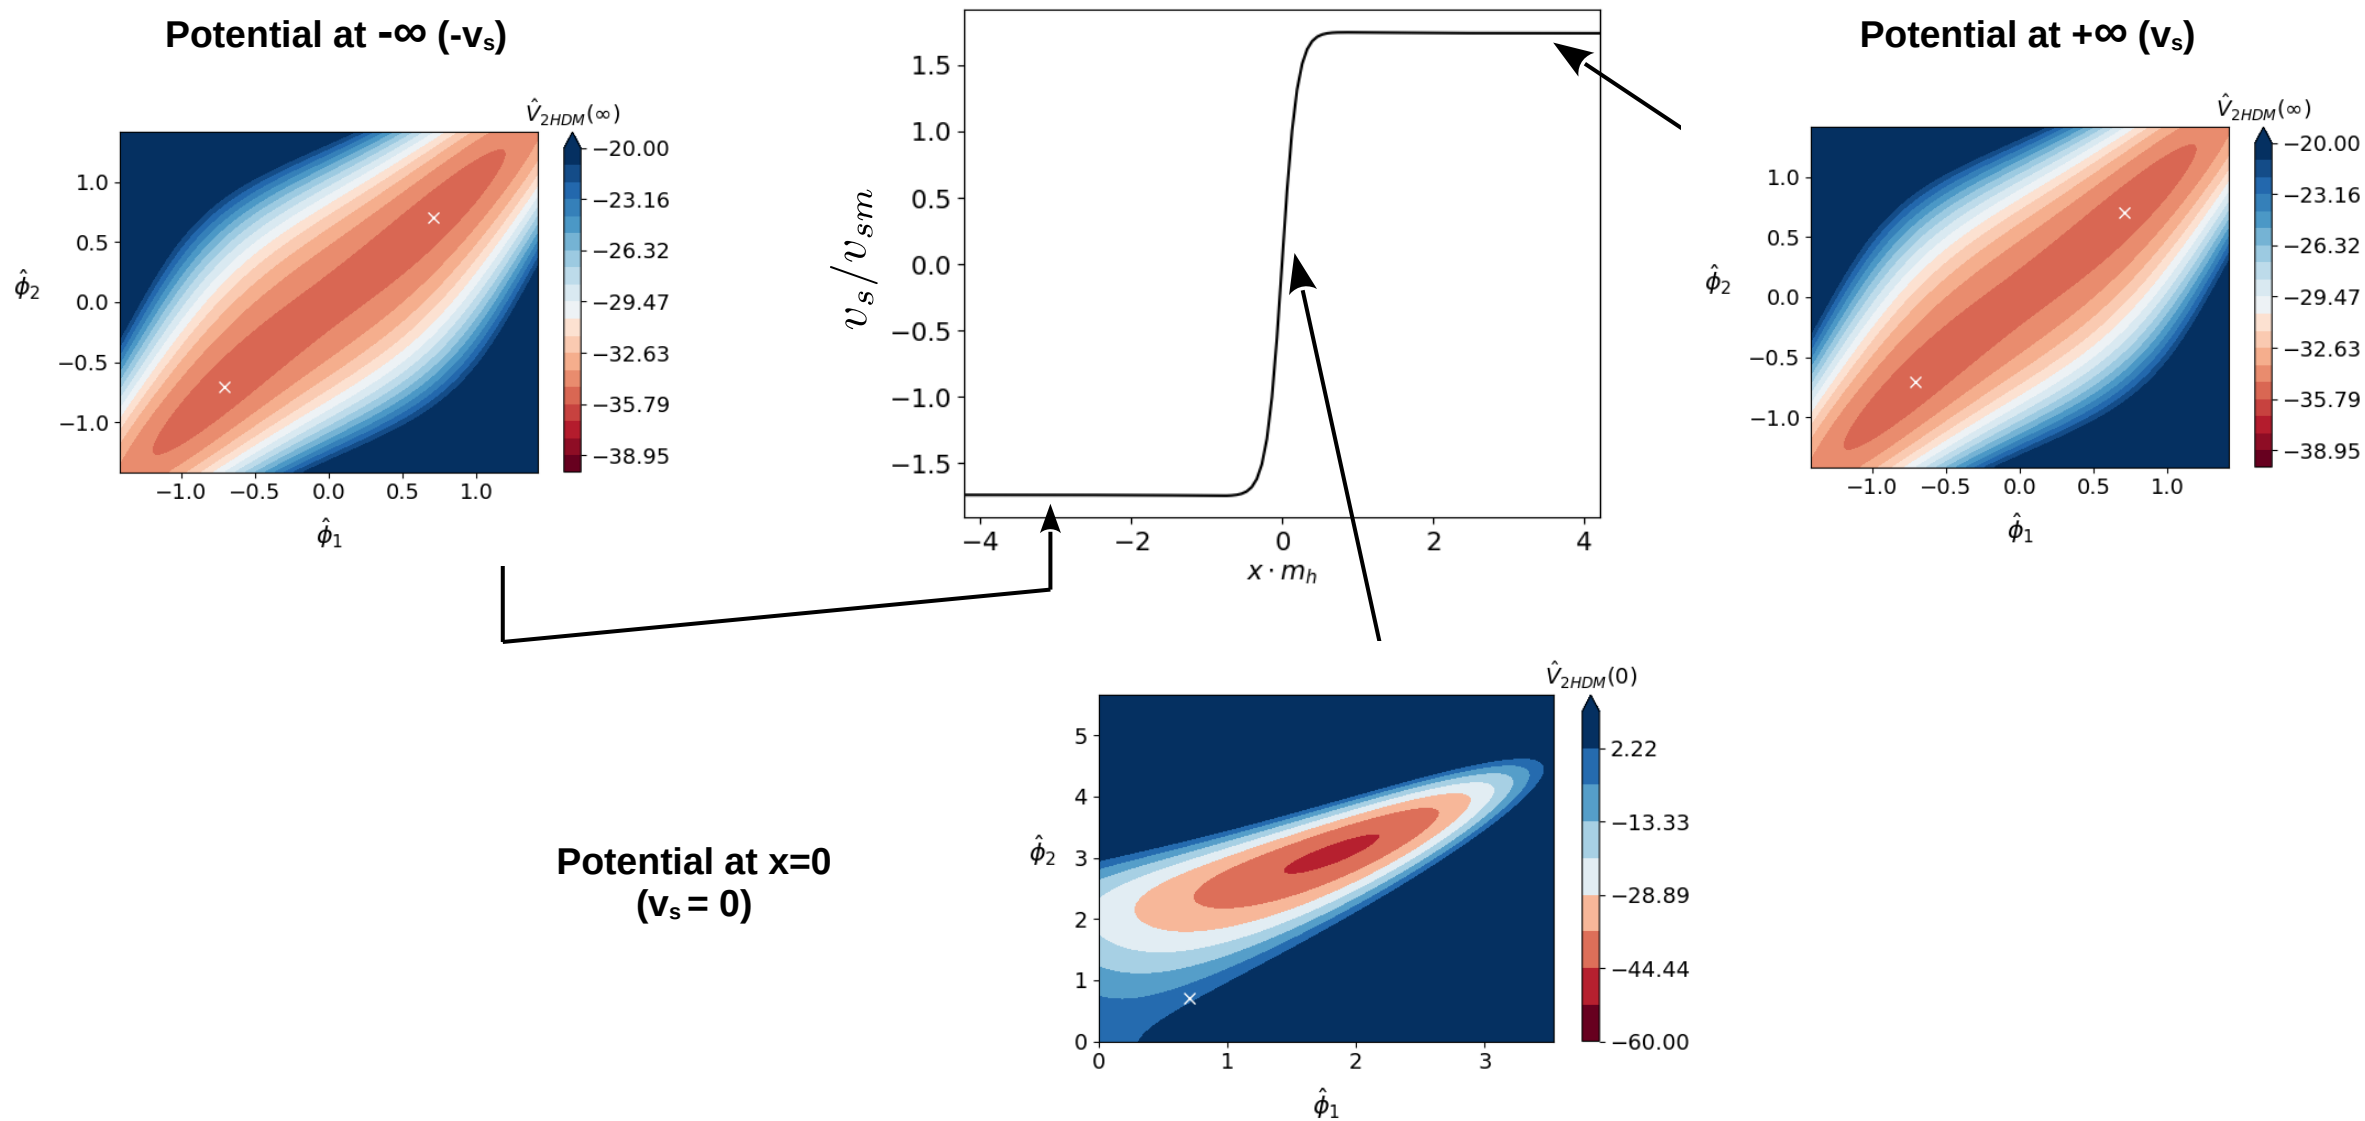 Potential at -∞ (-vₛ)
V̂_2HDM(∞)
−20.00
−23.16
−26.32
−29.47
−32.63
−35.79
−38.95
1.0
0.5
0.0
−0.5
−1.0
ϕ̂₂
−1.0 −0.5 0.0 0.5 1.0
ϕ̂₁
1.5
1.0
0.5
0.0
−0.5
−1.0
−1.5
vₛ/vₛₘ
−4 −2 0 2 4
x · mₕ
Potential at +∞ (vₛ)
V̂_2HDM(∞)
−20.00
−23.16
−26.32
−29.47
−32.63
−35.79
−38.95
1.0
0.5
0.0
−0.5
−1.0
ϕ̂₂
−1.0 −0.5 0.0 0.5 1.0
ϕ̂₁
Potential at x=0
(vₛ = 0)
V̂_2HDM(0)
2.22
−13.33
−28.89
−44.44
−60.00
5
4
3
2
1
0
ϕ̂₂
0 1 2 3
ϕ̂₁